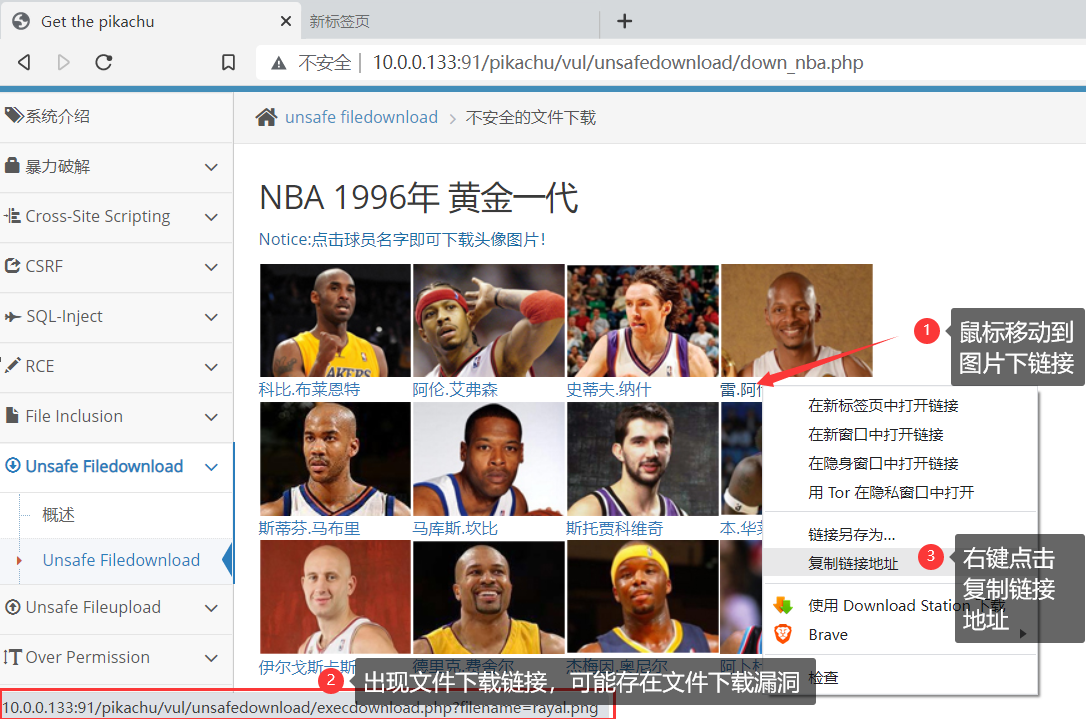 Get the pikachu
新标签页
不安全
10.0.0.133:91/pikachu/vul/unsafedownload/down_nba.php
系统介绍
暴力破解
Cross-Site Scripting
CSRF
SQL-Inject
RCE
File Inclusion
Unsafe Filedownload
概述
Unsafe Filedownload
Unsafe Fileupload
Over Permission
unsafe filedownload
不安全的文件下载
NBA 1996年 黄金一代
Notice:点击球员名字即可下载头像图片!
LAKERS
科比.布莱恩特 阿伦.艾弗森 史蒂夫.纳什 雷.阿
斯蒂芬.马布里 马库斯.坎比 斯托贾科维奇 本.华
伊尔戈斯卡斯 德里克.费舍尔 杰梅因.奥尼尔 阿卜杜
1
鼠标移动到
图片下链接
在新标签页中打开链接
在新窗口中打开链接
在隐身窗口中打开链接
用 Tor 在隐私窗口中打开
链接另存为...
复制链接地址
3
右键点击
复制链接
地址
使用 Download Station 下载
Brave
检查
2
出现文件下载链接，可能存在文件下载漏洞
10.0.0.133:91/pikachu/vul/unsafedownload/execdownload.php?filename=rayal.png